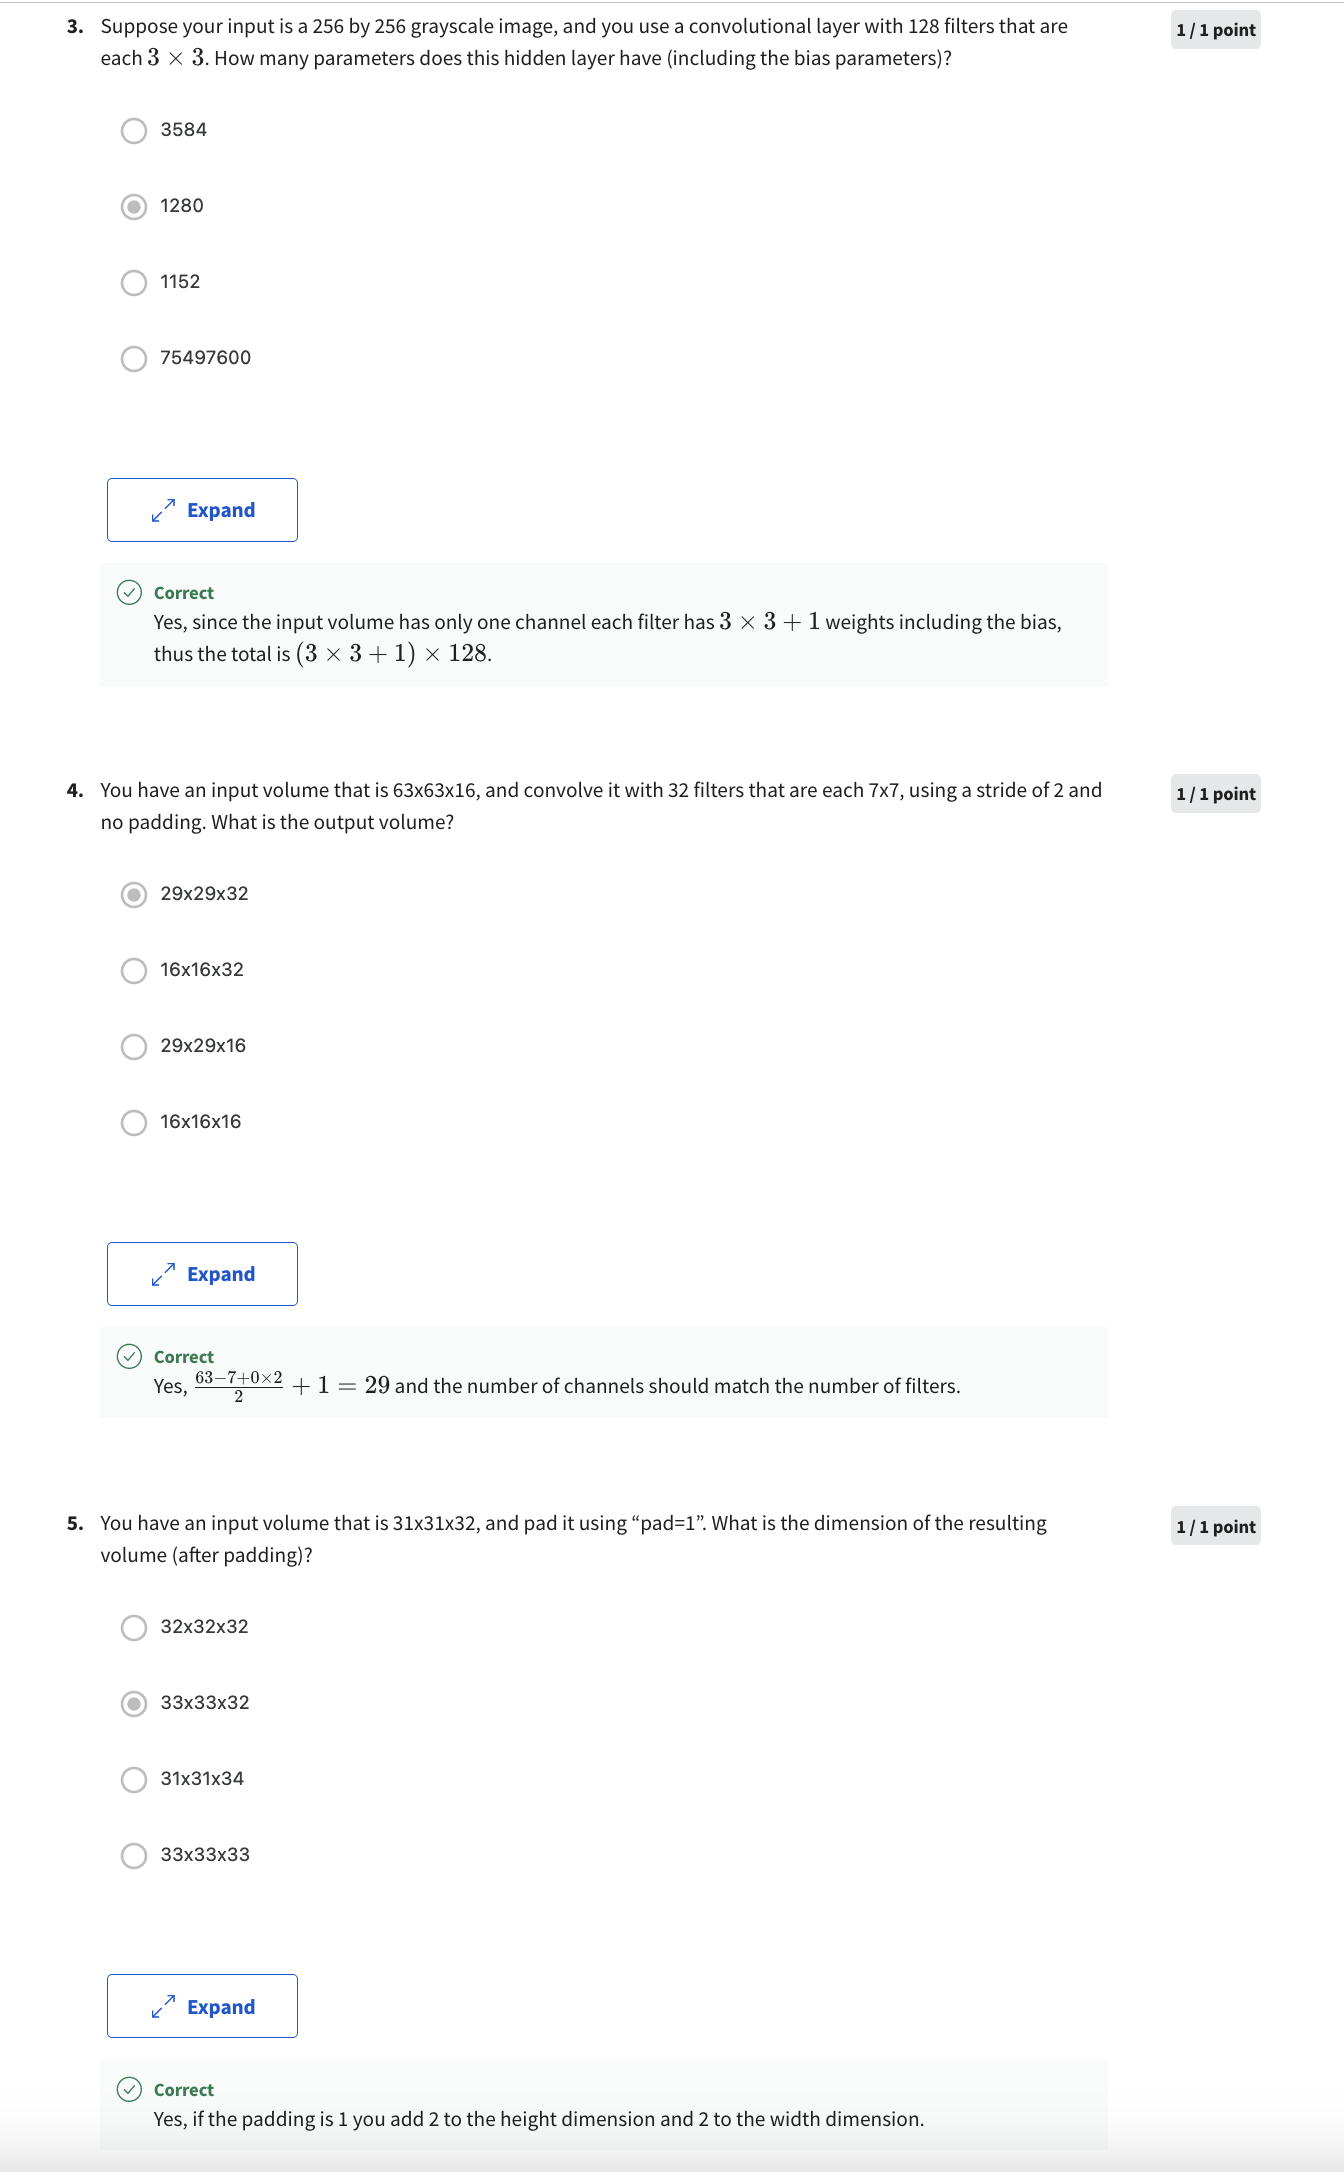 3. Suppose your input is a 256 by 256 grayscale image, and you use a convolutional layer with 128 filters that are
1 / 1 point
each 3 × 3. How many parameters does this hidden layer have (including the bias parameters)?
3584
1280
1152
75497600
Expand
Correct
Yes, since the input volume has only one channel each filter has 3 × 3 + 1 weights including the bias,
thus the total is (3 × 3 + 1) × 128.
4. You have an input volume that is 63x63x16, and convolve it with 32 filters that are each 7x7, using a stride of 2 and
1 / 1 point
no padding. What is the output volume?
29x29x32
16x16x32
29x29x16
16x16x16
Expand
Correct
Yes, \frac{63-7+0×2}{2} + 1 = 29 and the number of channels should match the number of filters.
5. You have an input volume that is 31x31x32, and pad it using “pad=1”. What is the dimension of the resulting
1 / 1 point
volume (after padding)?
32x32x32
33x33x32
31x31x34
33x33x33
Expand
Correct
Yes, if the padding is 1 you add 2 to the height dimension and 2 to the width dimension.